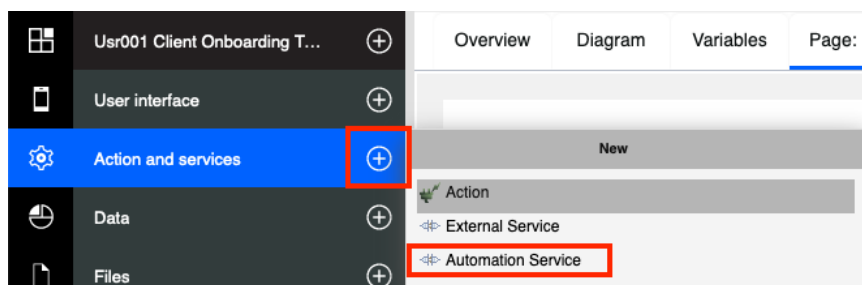 Usr001 Client Onboarding T...
Overview
Diagram
Variables
Page:
User interface
Action and services
New
Action
External Service
Automation Service
Data
Files